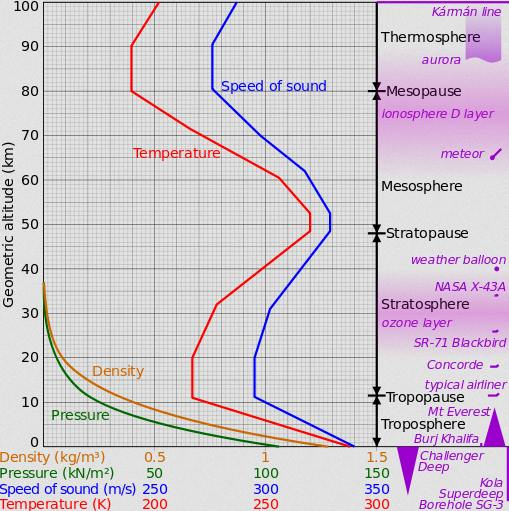 100
Kármán line
Thermosphere
90
aurora
80
Speed of sound
Mesopause
ionosphere D layer
70
Temperature
meteor
60
Mesosphere
50
Stratopause
Geometric altitude (km)
weather balloon
40
NASA X-43A
Stratosphere
30
ozone layer
SR-71 Blackbird
20
Density
Concorde
typical airliner
10
Tropopause
Pressure
Mt Everest
Troposphere
Burj Khalifa
0
Density (kg/m³) 0.5 1 1.5
Challenger
Deep
Pressure (kN/m²) 50 100 150
Speed of sound (m/s) 250 300 350
Kola
Superdeep
Temperature (K) 200 250 300
Borehole SG-3